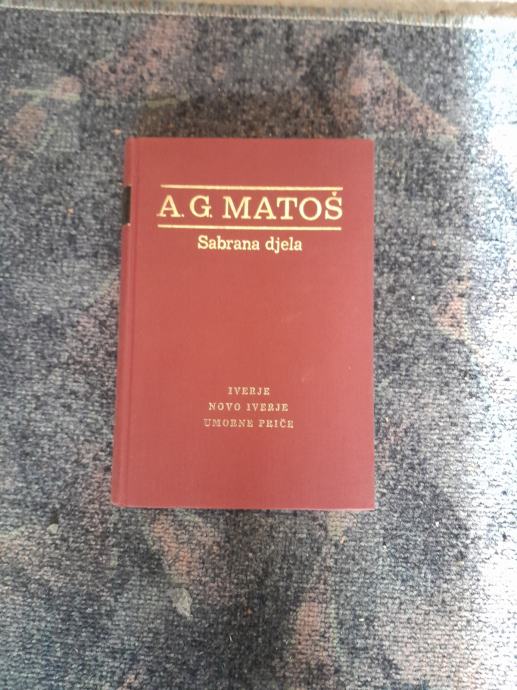 A. G. MATOŠ
Sabrana djela
IVERJE
NOVO IVERJE
UMORNE PRIČE